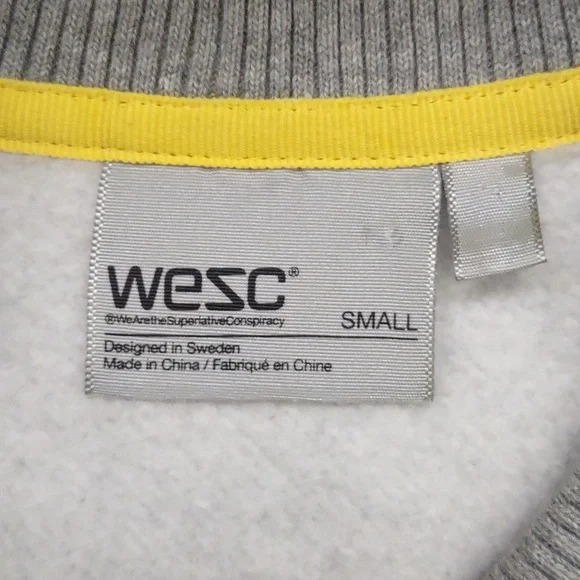 wesc®
®WeAretheSuperlativeConspiracy
SMALL
Designed in Sweden
Made in China / Fabriqué en Chine